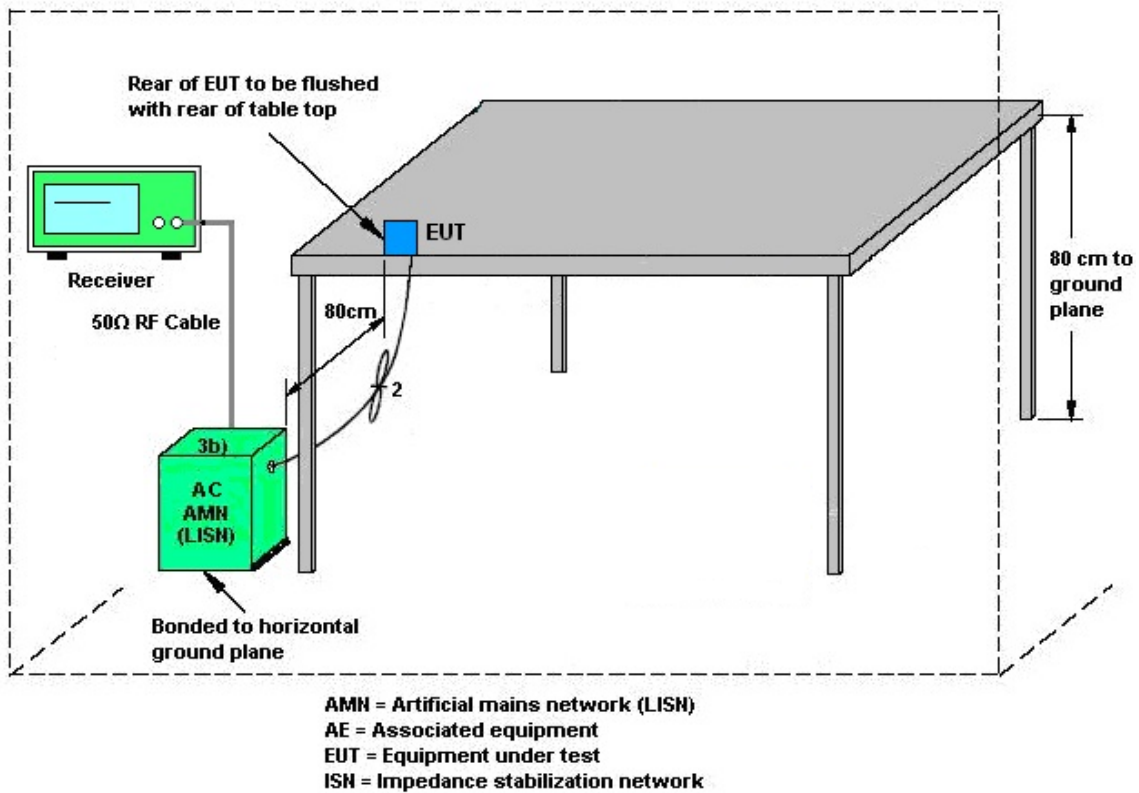 Rear of EUT to be flushed
with rear of table top
EUT
Receiver
50Ω RF Cable
80cm
80 cm to
ground
plane
2
3b)
AC
AMN
(LISN)
Bonded to horizontal
ground plane
AMN = Artificial mains network (LISN)
AE = Associated equipment
EUT = Equipment under test
ISN = Impedance stabilization network